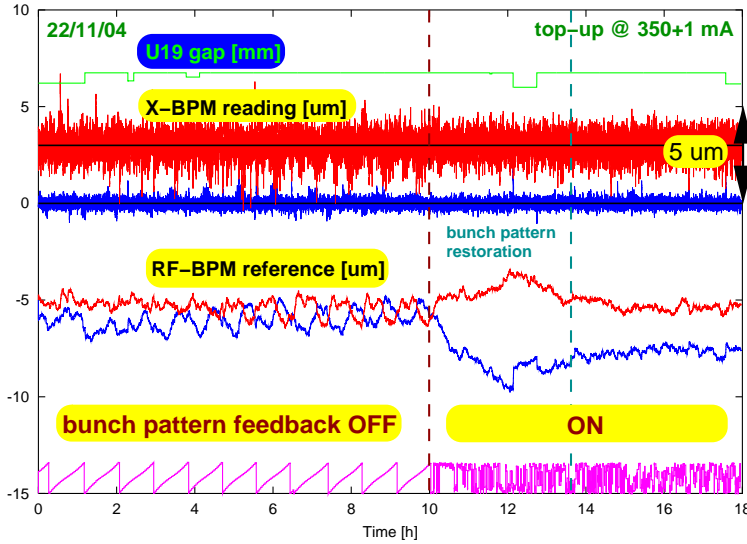 22/11/04
top-up @ 350+1 mA
U19 gap [mm]
X-BPM reading [um]
5 um
bunch pattern
restoration
RF-BPM reference [um]
bunch pattern feedback OFF
ON
10
5
0
-5
-10
-15
0
2
4
6
8
10
12
14
16
18
Time [h]